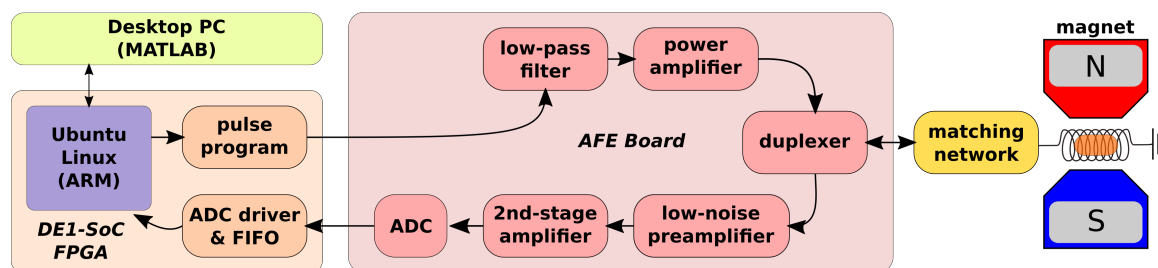 Desktop PC
(MATLAB)
Ubuntu
Linux
(ARM)
pulse
program
ADC driver
& FIFO
DE1-SoC
FPGA
low-pass
filter
power
amplifier
AFE Board
duplexer
ADC
2nd-stage
amplifier
low-noise
preamplifier
matching
network
magnet
N
S